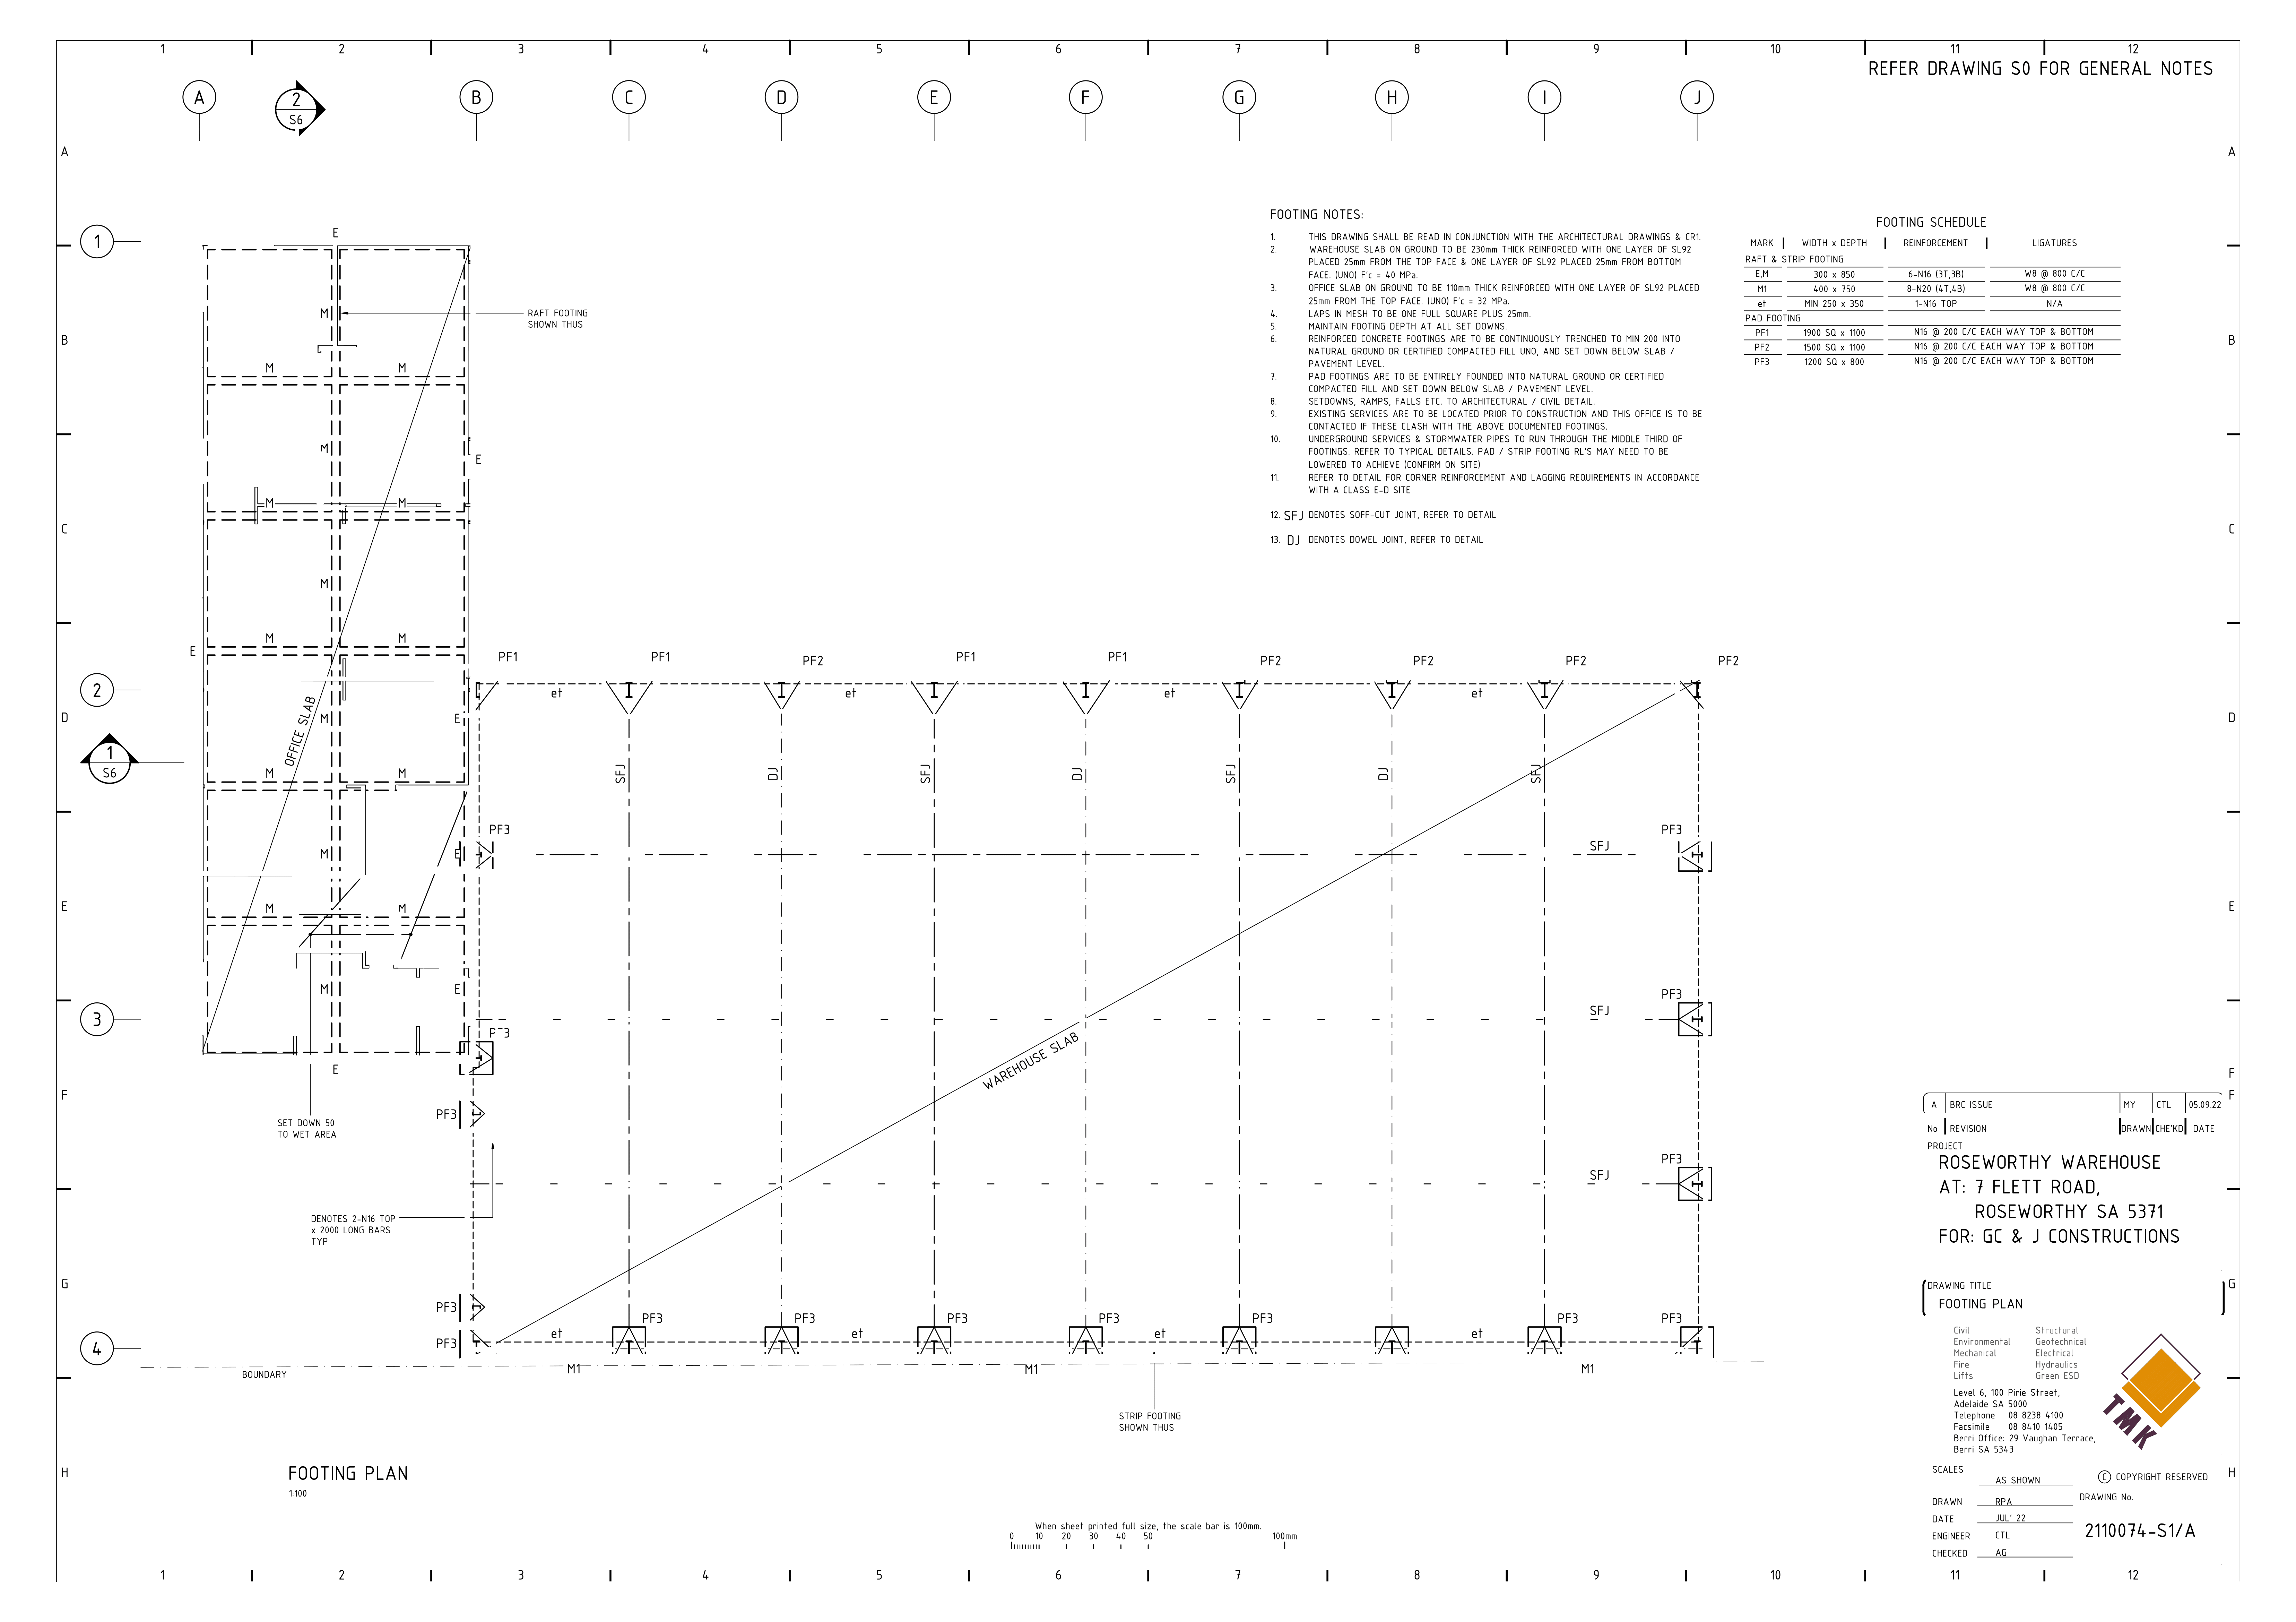 1 2 3 4 5 6 7 8 9 10 11 12
REFER DRAWING S0 FOR GENERAL NOTES
A B C D E F G H I J
2
S6
A A
1
FOOTING NOTES:
1. THIS DRAWING SHALL BE READ IN CONJUNCTION WITH THE ARCHITECTURAL DRAWINGS & CR1.
2. WAREHOUSE SLAB ON GROUND TO BE 230mm THICK REINFORCED WITH ONE LAYER OF SL92
PLACED 25mm FROM THE TOP FACE & ONE LAYER OF SL92 PLACED 25mm FROM BOTTOM
FACE. (UNO) F'c = 40 MPa.
3. OFFICE SLAB ON GROUND TO BE 110mm THICK REINFORCED WITH ONE LAYER OF SL92 PLACED
25mm FROM THE TOP FACE. (UNO) F'c = 32 MPa.
4. LAPS IN MESH TO BE ONE FULL SQUARE PLUS 25mm.
5. MAINTAIN FOOTING DEPTH AT ALL SET DOWNS.
6. REINFORCED CONCRETE FOOTINGS ARE TO BE CONTINUOUSLY TRENCHED TO MIN 200 INTO
NATURAL GROUND OR CERTIFIED COMPACTED FILL UNO, AND SET DOWN BELOW SLAB /
PAVEMENT LEVEL.
7. PAD FOOTINGS ARE TO BE ENTIRELY FOUNDED INTO NATURAL GROUND OR CERTIFIED
COMPACTED FILL AND SET DOWN BELOW SLAB / PAVEMENT LEVEL.
8. SETDOWNS, RAMPS, FALLS ETC. TO ARCHITECTURAL / CIVIL DETAIL.
9. EXISTING SERVICES ARE TO BE LOCATED PRIOR TO CONSTRUCTION AND THIS OFFICE IS TO BE
CONTACTED IF THESE CLASH WITH THE ABOVE DOCUMENTED FOOTINGS.
10. UNDERGROUND SERVICES & STORMWATER PIPES TO RUN THROUGH THE MIDDLE THIRD OF
FOOTINGS. REFER TO TYPICAL DETAILS. PAD / STRIP FOOTING RL'S MAY NEED TO BE
LOWERED TO ACHIEVE (CONFIRM ON SITE)
11. REFER TO DETAIL FOR CORNER REINFORCEMENT AND LAGGING REQUIREMENTS IN ACCORDANCE
WITH A CLASS E-D SITE
12. SFJ DENOTES SOFF-CUT JOINT, REFER TO DETAIL
13. DJ DENOTES DOWEL JOINT, REFER TO DETAIL
FOOTING SCHEDULE
MARK WIDTH x DEPTH REINFORCEMENT LIGATURES
RAFT & STRIP FOOTING
E,M 300 x 850 6-N16 (3T,3B) W8 @ 800 C/C
M1 400 x 750 8-N20 (4T,4B) W8 @ 800 C/C
et MIN 250 x 350 1-N16 TOP N/A
PAD FOOTING
PF1 1900 SQ x 1100 N16 @ 200 C/C EACH WAY TOP & BOTTOM
PF2 1500 SQ x 1100 N16 @ 200 C/C EACH WAY TOP & BOTTOM
PF3 1200 SQ x 800 N16 @ 200 C/C EACH WAY TOP & BOTTOM
E
M
RAFT FOOTING
SHOWN THUS
B B
M M
M
E
M M
C C
M
M M
E
PF1 PF1 PF2 PF1 PF1 PF2 PF2 PF2 PF2
2
et et et et
OFFICE SLAB
M E
D D
1
S6
M M
SFJ DJ SFJ DJ SFJ DJ SFJ
PF3 PF3
M E
SFJ
E E
M M
M E
PF3
3
SFJ
PF3
WAREHOUSE SLAB
E
F F
F
PF3
SET DOWN 50
TO WET AREA
PF3
SFJ
DENOTES 2-N16 TOP
x 2000 LONG BARS
TYP
G G
PF3
PF3 PF3 PF3 PF3 PF3 PF3 PF3 PF3
4
et et et et
BOUNDARY
M1 M1 M1
STRIP FOOTING
SHOWN THUS
H H
FOOTING PLAN
1:100
When sheet printed full size, the scale bar is 100mm.
0 10 20 30 40 50 100mm
A BRC ISSUE MY CTL 05.09.22
No REVISION DRAWN CHE'KD DATE
PROJECT
ROSEWORTHY WAREHOUSE
AT: 7 FLETT ROAD,
ROSEWORTHY SA 5371
FOR: GC & J CONSTRUCTIONS
DRAWING TITLE
FOOTING PLAN
Civil Structural
Environmental Geotechnical
Mechanical Electrical
Fire Hydraulics
Lifts Green ESD
Level 6, 100 Pirie Street,
Adelaide SA 5000
Telephone 08 8238 4100
Facsimile 08 8410 1405
Berri Office: 29 Vaughan Terrace,
Berri SA 5343
TMK
SCALES AS SHOWN
C COPYRIGHT RESERVED
DRAWN RPA
DRAWING No.
DATE JUL' 22
ENGINEER CTL
2110074-S1/A
CHECKED AG
1 2 3 4 5 6 7 8 9 10 11 12